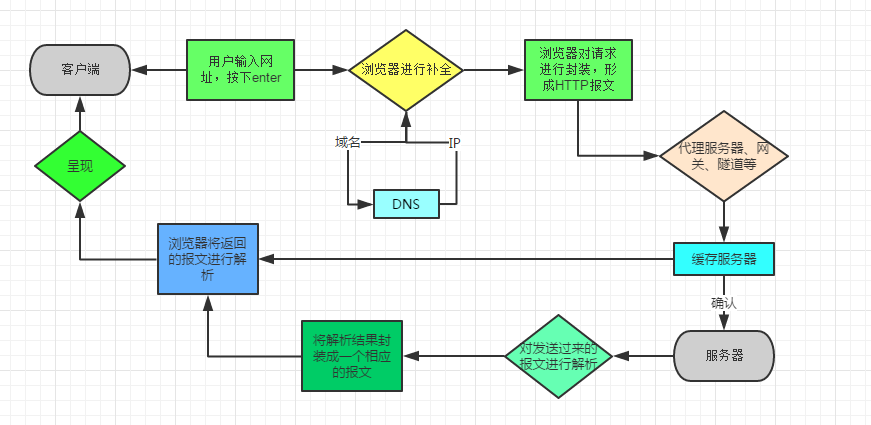 客户端
用户输入网
址，按下enter
浏览器进行补全
浏览器对请求
进行封装，形
成HTTP报文
域名
IP
DNS
代理服务器、网
关、隧道等
呈现
浏览器将返回
的报文进行解
析
缓存服务器
确认
服务器
对发送过来的
报文进行解析
将解析结果封
装成一个相应
的报文